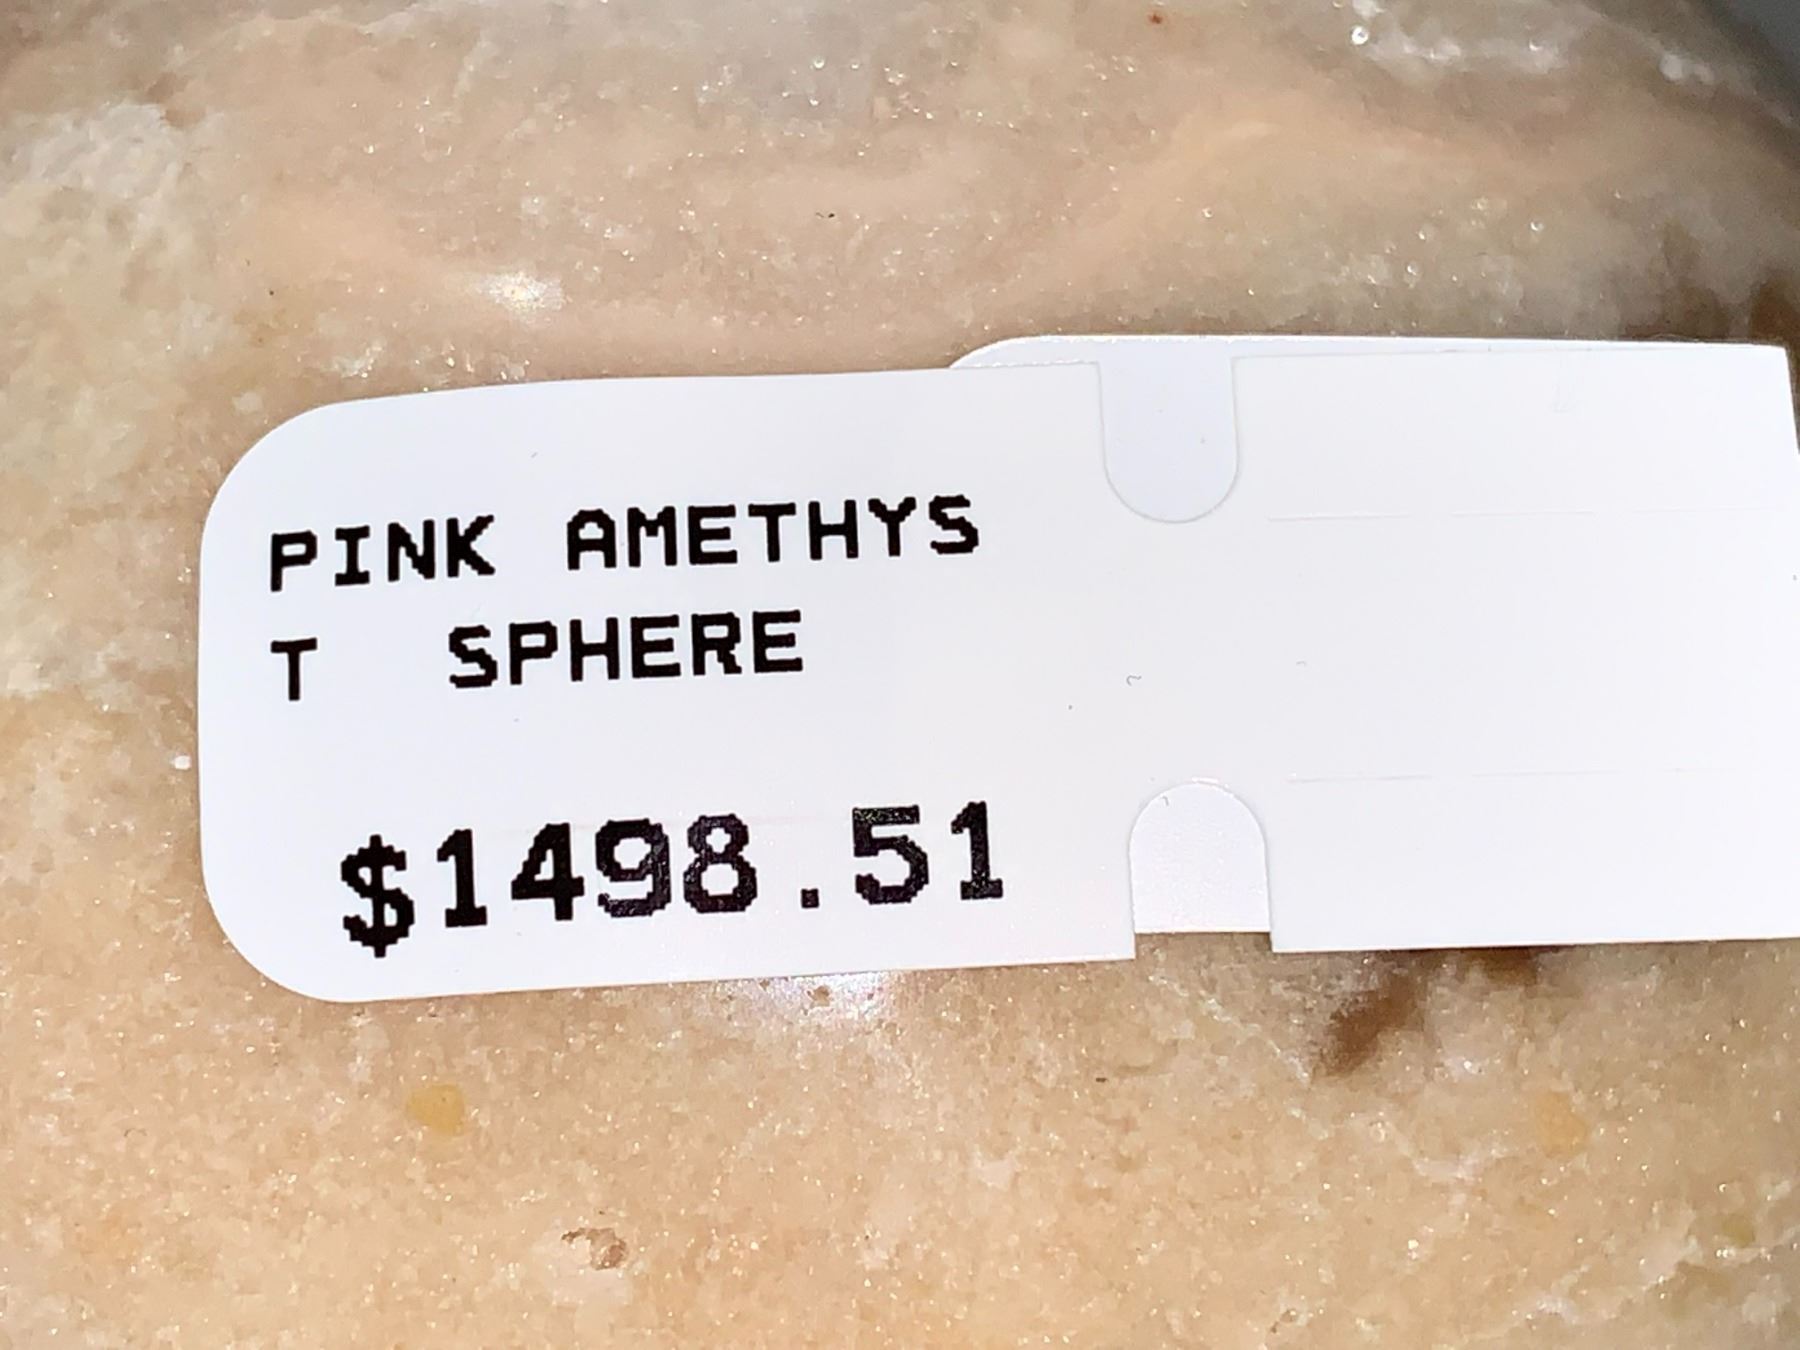 PINK AMETHYS
T  SPHERE
$1498.51